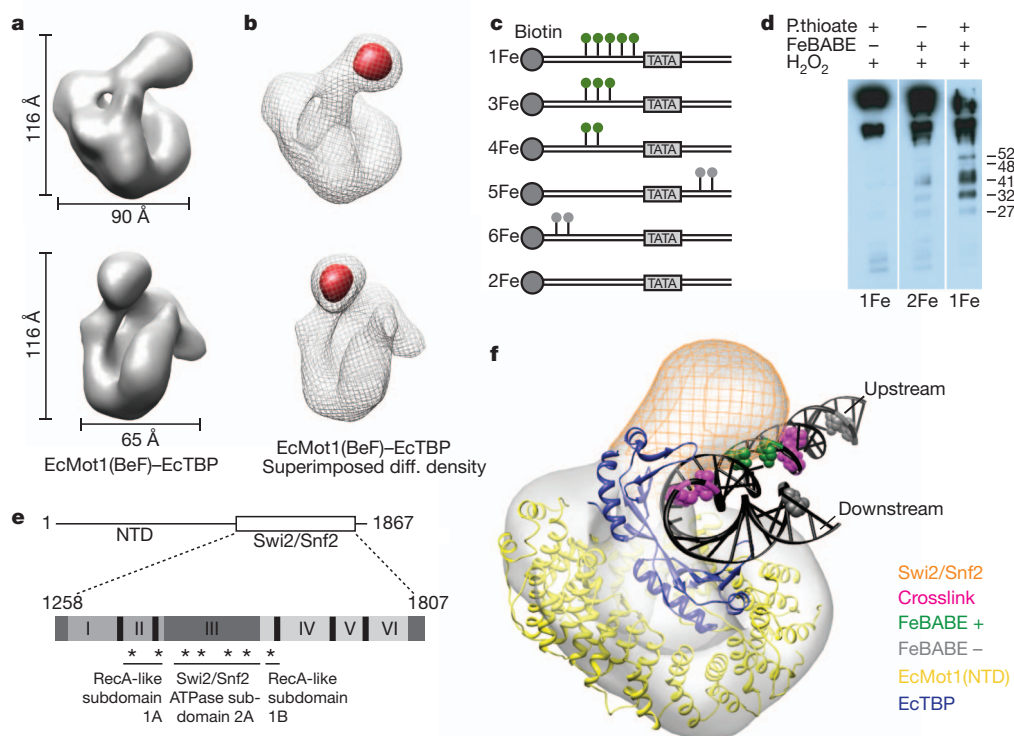 a
116 Å
90 Å
116 Å
65 Å
EcMot1(BeF)–EcTBP
b
EcMot1(BeF)–EcTBP
Superimposed diff. density
c
Biotin
1Fe
TATA
3Fe
TATA
4Fe
TATA
5Fe
TATA
6Fe
TATA
2Fe
TATA
d
P.thioate + – +
FeBABE – + +
H2O2 + + +
52
48
41
32
27
1Fe 2Fe 1Fe
e
1
1867
NTD
Swi2/Snf2
1258
1807
I II III IV V VI
* * * * * * *
RecA-like
subdomain
1A
Swi2/Snf2
ATPase sub-
domain 2A
RecA-like
subdomain
1B
f
Upstream
Downstream
Swi2/Snf2
Crosslink
FeBABE +
FeBABE –
EcMot1(NTD)
EcTBP